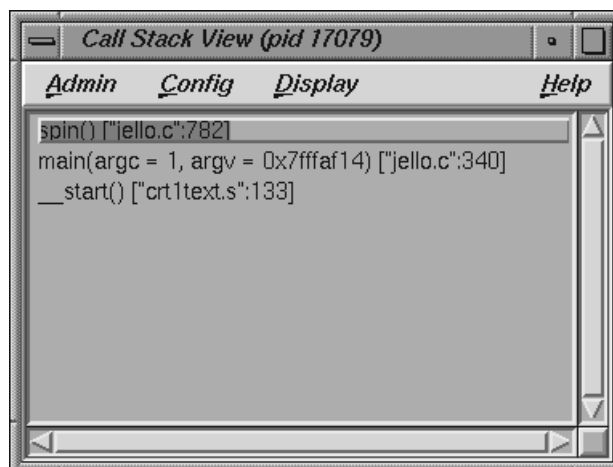 Call Stack View (pid 17079)
Admin Config Display Help
spin() ["jello.c":782]
main(argc = 1, argv = 0x7fffaf14) ["jello.c":340]
__start() ["crt1text.s":133]